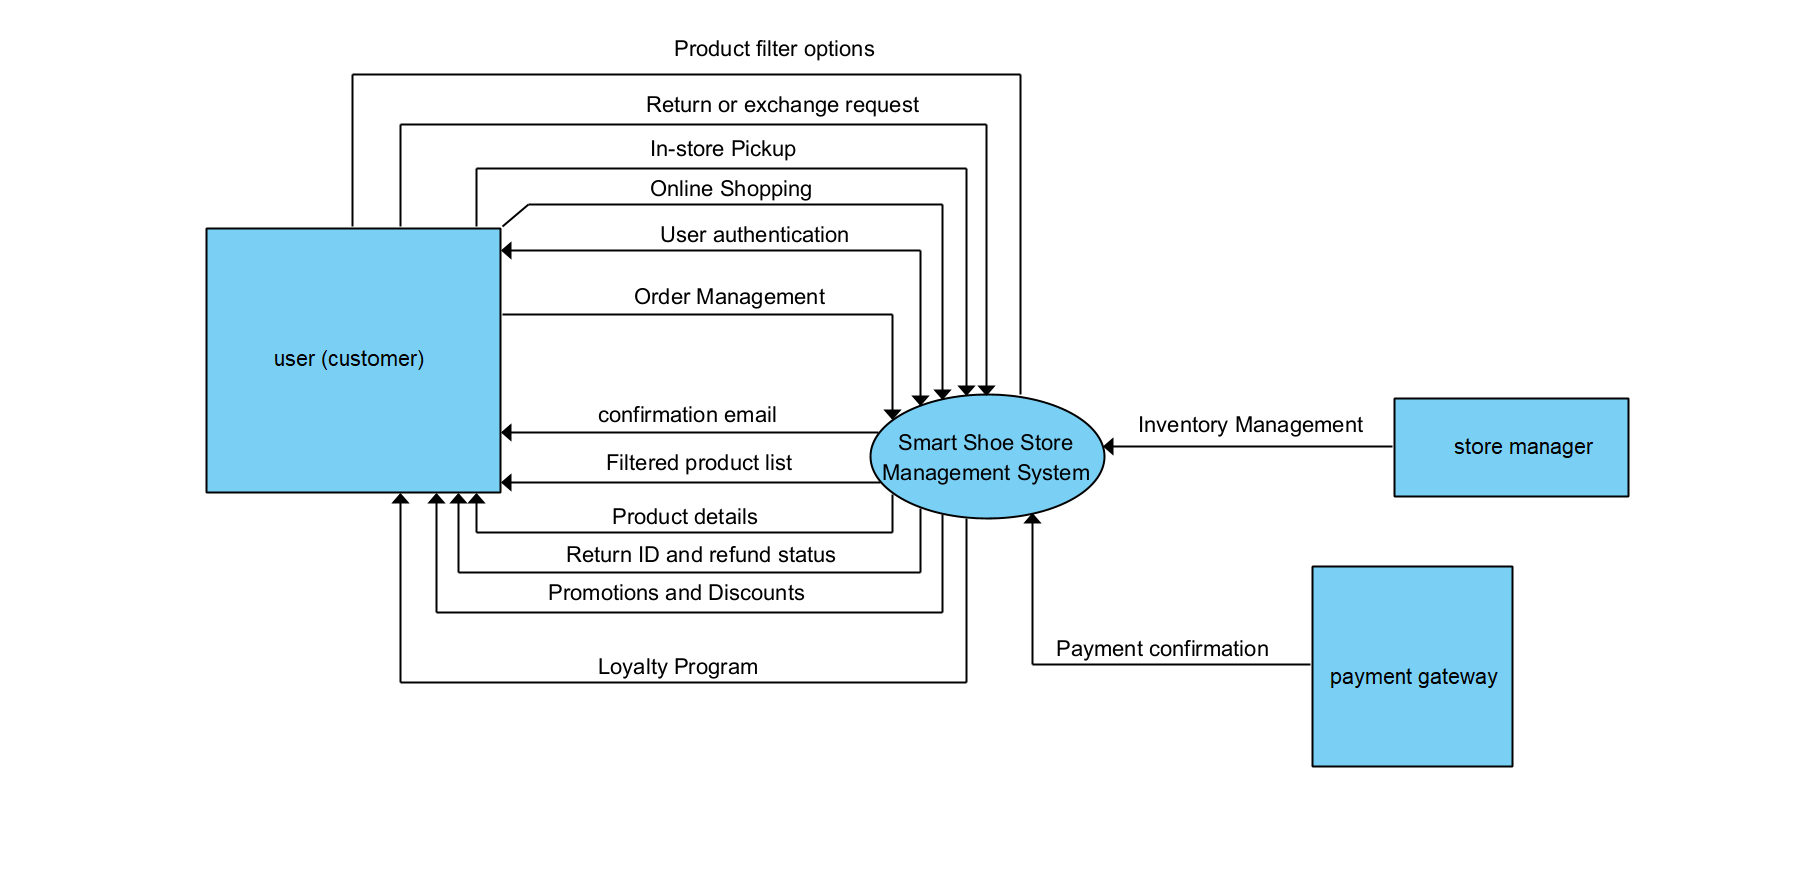 Product filter options
Return or exchange request
In-store Pickup
Online Shopping
User authentication
Order Management
user (customer)
confirmation email
Filtered product list
Product details
Return ID and refund status
Promotions and Discounts
Loyalty Program
Smart Shoe Store
Management System
Inventory Management
store manager
Payment confirmation
payment gateway